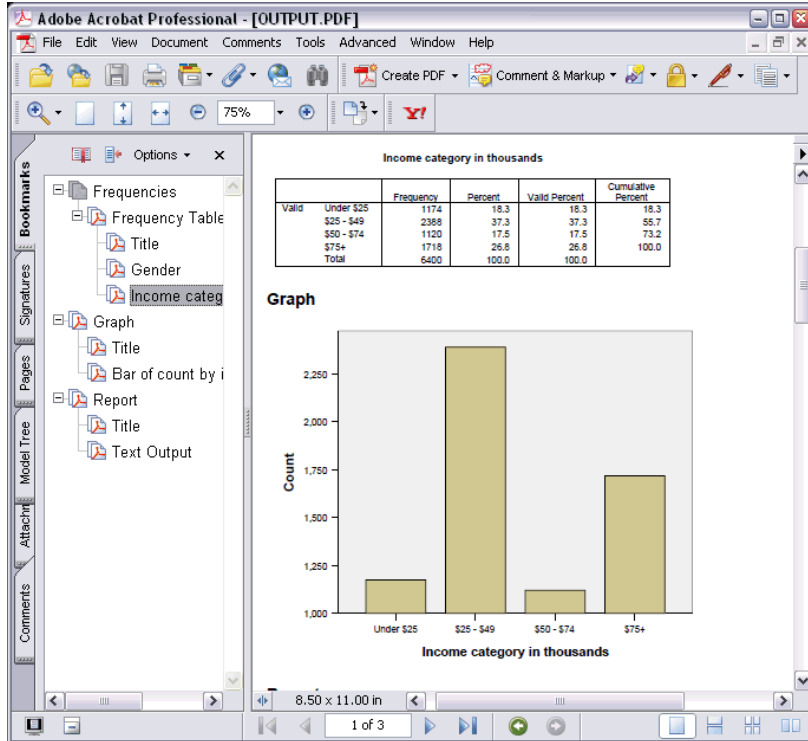 Adobe Acrobat Professional - [OUTPUT.PDF]
File Edit View Document Comments Tools Advanced Window Help
Create PDF Comment & Markup
75% Y!
Bookmarks
Signatures
Pages
Model Tree
Attachm
Comments
Options x
Frequencies
Frequency Table
Title
Gender
Income categ
Graph
Title
Bar of count by i
Report
Title
Text Output
Income category in thousands
Frequency Percent Valid Percent Cumulative Percent
Valid Under $25 1174 18.3 18.3 18.3
$25 - $49 2388 37.3 37.3 55.7
$50 - $74 1120 17.5 17.5 73.2
$75+ 1718 26.8 26.8 100.0
Total 6400 100.0 100.0
Graph
Count
2,250
2,000
1,750
1,500
1,250
1,000
Under $25 $25 - $49 $50 - $74 $75+
Income category in thousands
8.50 x 11.00 in
1 of 3